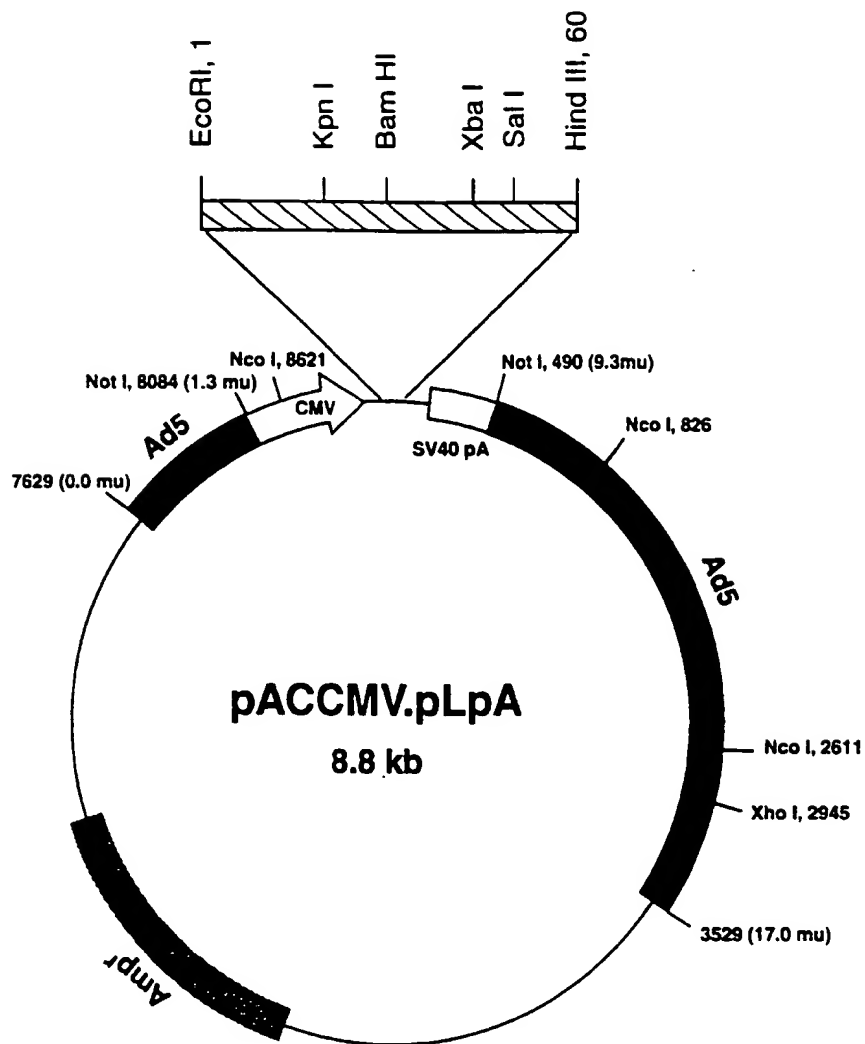 EcoRI, 1
Kpn I
Bam HI
Xba I
Sal I
Hind III, 60
Nco I, 8621
Not I, 8084 (1.3 mu)
CMV
Ad5
7629 (0.0 mu)
Not I, 490 (9.3mu)
SV40 pA
Nco I, 826
Ad5
pACCMV.pLpA
8.8 kb
Nco I, 2611
Xho I, 2945
3529 (17.0 mu)
Ampʳ